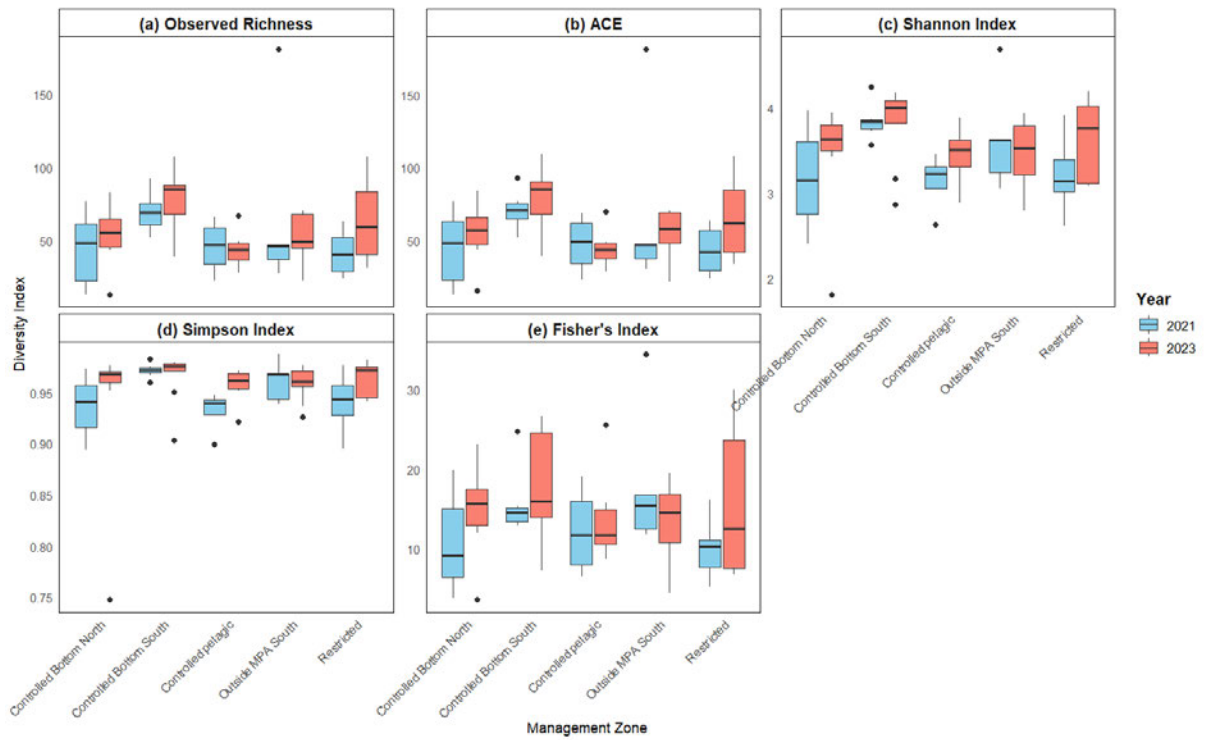 (a) Observed Richness
(b) ACE
(c) Shannon Index
150
100
50
150
100
50
4
3
2
Diversity Index
(d) Simpson Index
(e) Fisher's Index
0.95
0.90
0.85
0.80
0.75
30
20
10
Controlled Bottom North
Controlled Bottom South
Controlled pelagic
Outside MPA South
Restricted
Controlled Bottom North
Controlled Bottom South
Controlled pelagic
Outside MPA South
Restricted
Controlled Bottom North
Controlled Bottom South
Controlled pelagic
Outside MPA South
Restricted
Management Zone
Year
2021
2023